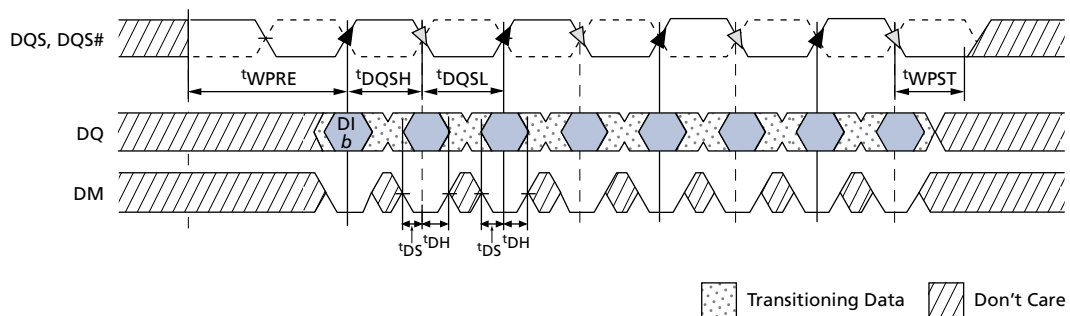 DQS, DQS#
tWPRE tDQSH tDQSL tWPST
DQ DI b
DM
tDS tDH tDS tDH
Transitioning Data Don't Care